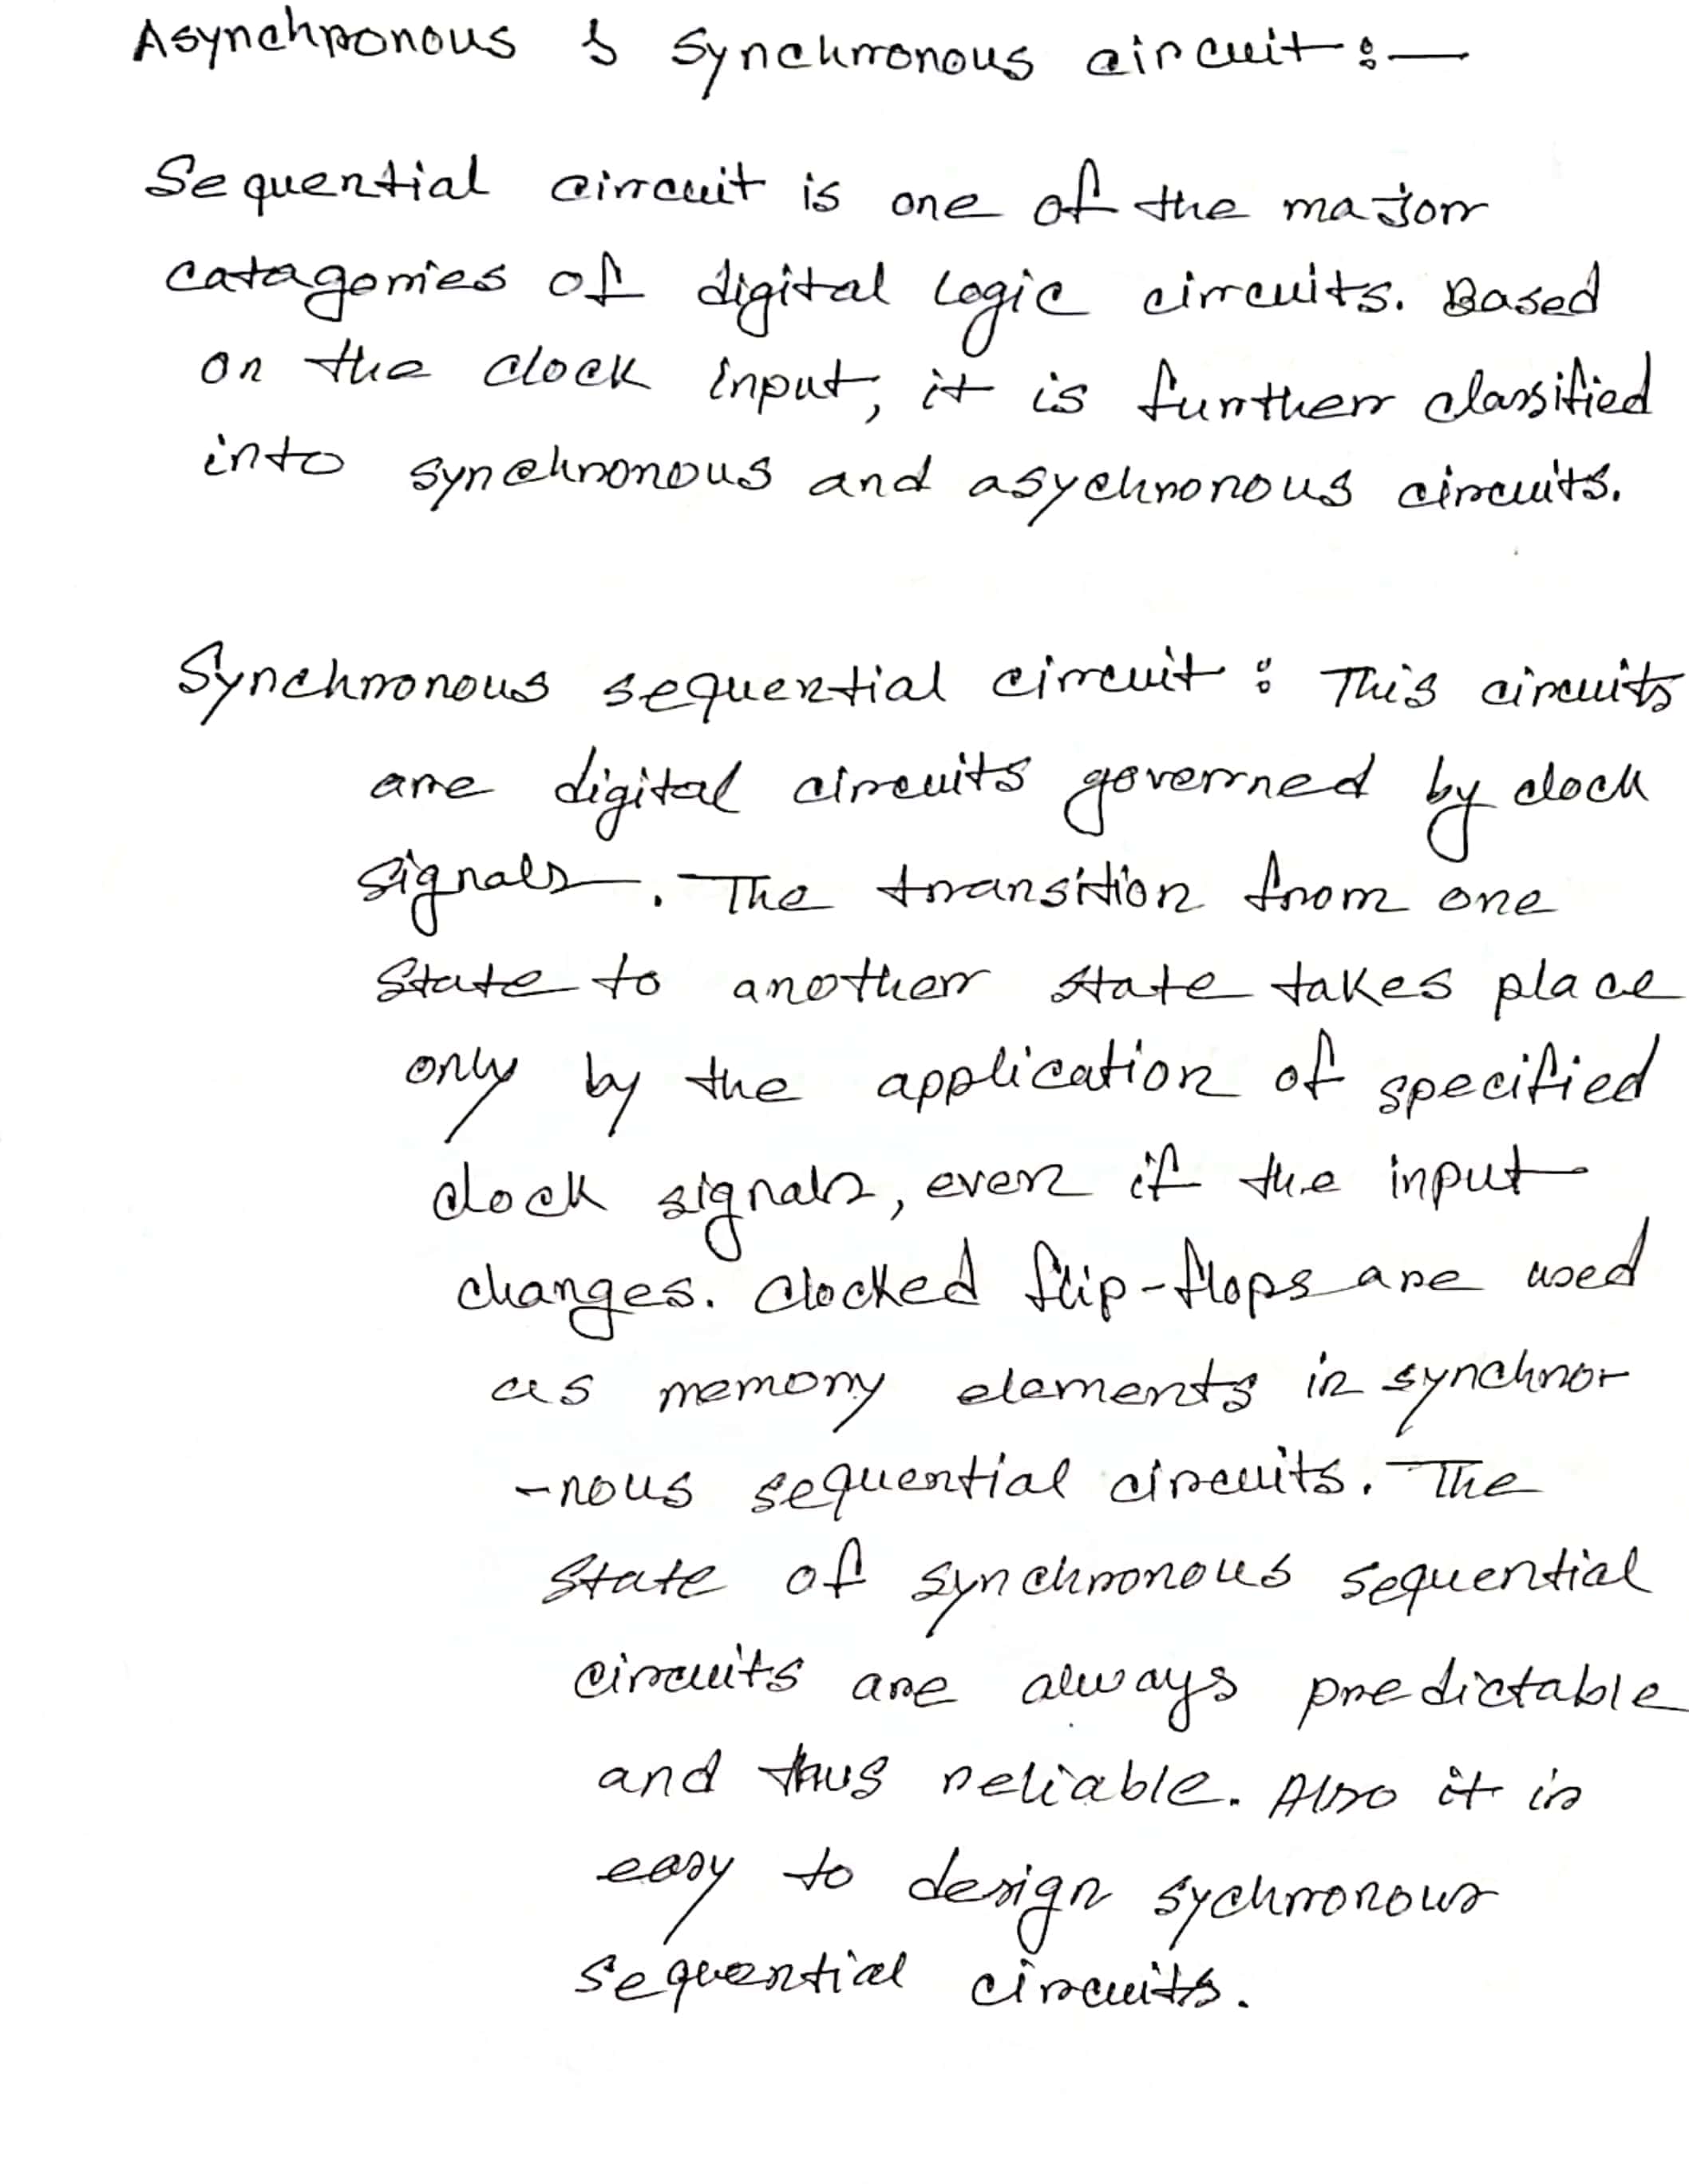 Asynchronous & Synchronous circuit :—
Sequential circuit is one of the major
catagories of digital logic circuits. Based
on the clock input, it is further classified
into synchronous and asychronous circuits.
Synchronous sequential circuit : This circuits
are digital circuits governed by clock
signals. The transition from one
state to another state takes place
only by the application of specified
clock signals, even if the input
changes. Clocked flip-flops are used
as memory elements in synchro-
-nous sequential circuits. The
state of synchronous sequential
circuits are always predictable
and thus reliable. Also it is
easy to design sychronous
sequential circuits.